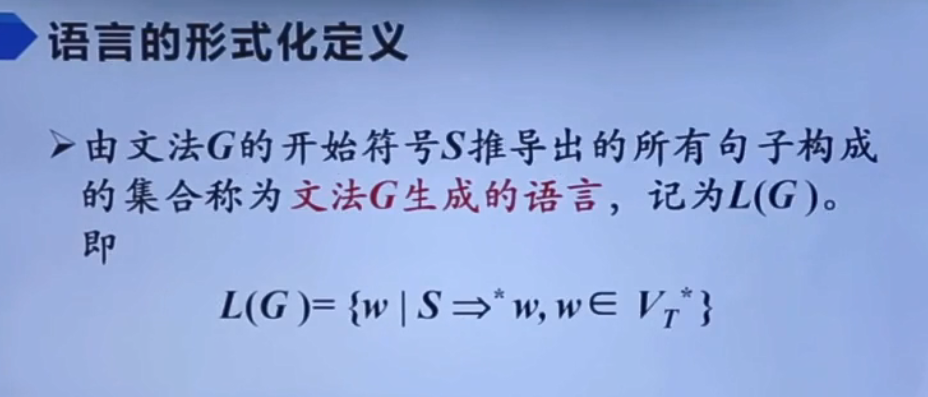 语言的形式化定义
➢由文法G的开始符号S推导出的所有句子构成
的集合称为文法G生成的语言，记为L(G )。
即
L(G )= {w | S ⇒* w, w∈ V_T*}